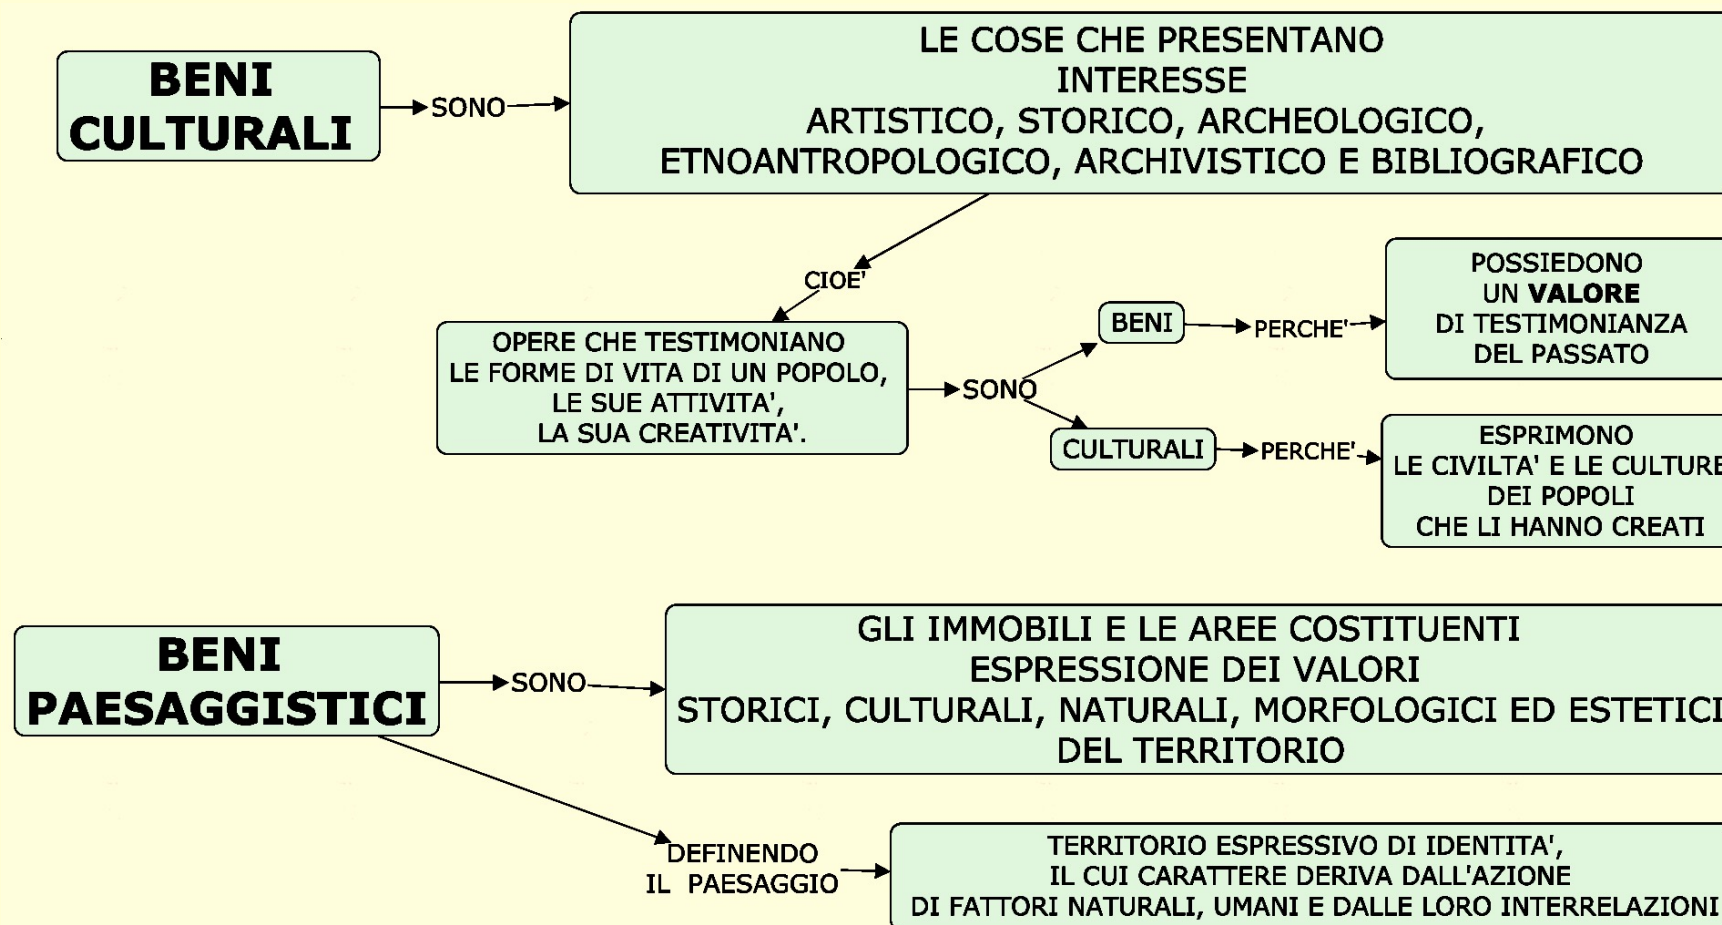 BENI
CULTURALI
SONO
LE COSE CHE PRESENTANO
INTERESSE
ARTISTICO, STORICO, ARCHEOLOGICO,
ETNOANTROPOLOGICO, ARCHIVISTICO E BIBLIOGRAFICO
CIOE'
OPERE CHE TESTIMONIANO
LE FORME DI VITA DI UN POPOLO,
LE SUE ATTIVITA',
LA SUA CREATIVITA'.
SONO
BENI
PERCHE'
POSSIEDONO
UN VALORE
DI TESTIMONIANZA
DEL PASSATO
CULTURALI
PERCHE'
ESPRIMONO
LE CIVILTA' E LE CULTURE
DEI POPOLI
CHE LI HANNO CREATI
BENI
PAESAGGISTICI
SONO
GLI IMMOBILI E LE AREE COSTITUENTI
ESPRESSIONE DEI VALORI
STORICI, CULTURALI, NATURALI, MORFOLOGICI ED ESTETICI
DEL TERRITORIO
DEFINENDO
IL PAESAGGIO
TERRITORIO ESPRESSIVO DI IDENTITA',
IL CUI CARATTERE DERIVA DALL'AZIONE
DI FATTORI NATURALI, UMANI E DALLE LORO INTERRELAZIONI